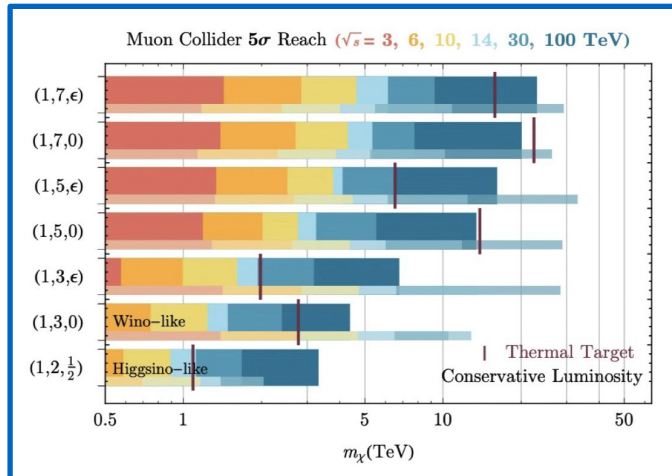 Muon Collider 5σ Reach (√s = 3, 6, 10, 14, 30, 100 TeV)
(1,7,ϵ)
(1,7,0)
(1,5,ϵ)
(1,5,0)
(1,3,ϵ)
(1,3,0)
Wino-like
Thermal Target
(1,2,½)
Higgsino-like
Conservative Luminosity
0.5 1 5 10 50
mχ(TeV)